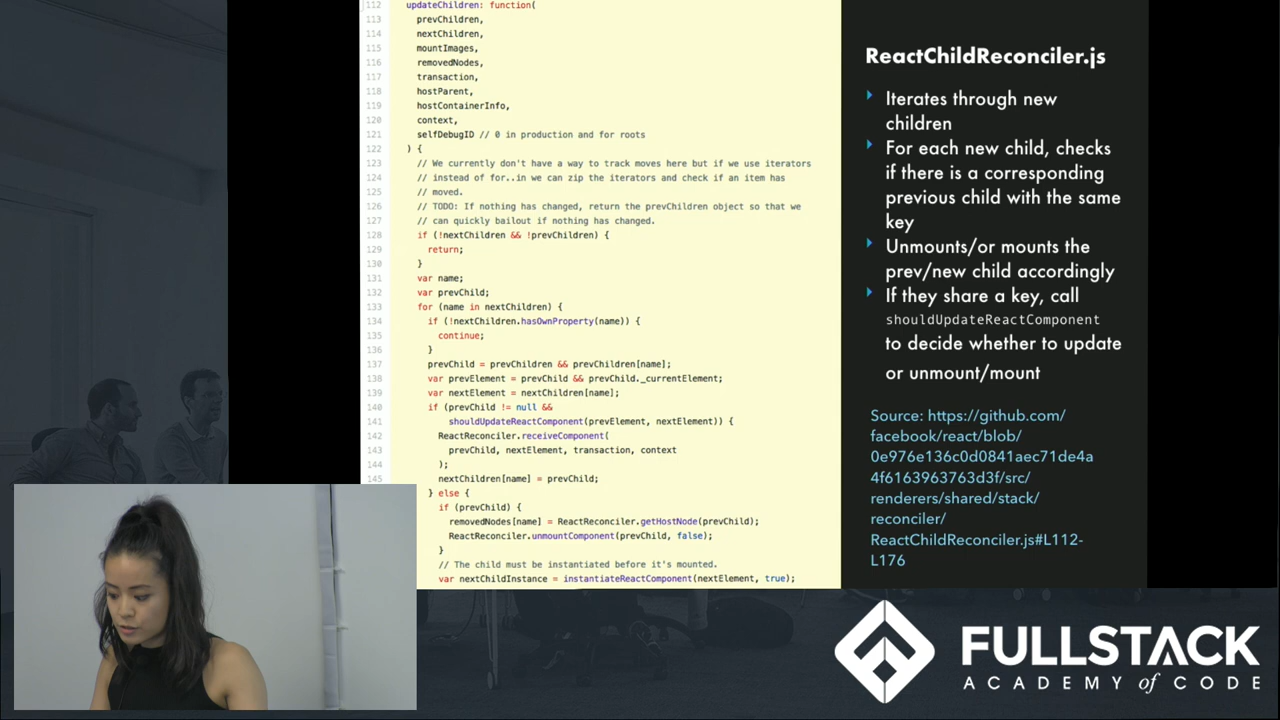 112 updateChildren: function(
113 prevChildren,
114 nextChildren,
115 mountImages,
116 removedNodes,
117 transaction,
118 hostParent,
119 hostContainerInfo,
120 context,
121 selfDebugID // 0 in production and for roots
122 ) {
123 // We currently don't have a way to track moves here but if we use iterators
124 // instead of for..in we can zip the iterators and check if an item has
125 // moved.
126 // TODO: If nothing has changed, return the prevChildren object so that we
127 // can quickly bailout if nothing has changed.
128 if (!nextChildren && !prevChildren) {
129 return;
130 }
131 var name;
132 var prevChild;
133 for (name in nextChildren) {
134 if (!nextChildren.hasOwnProperty(name)) {
135 continue;
136 }
137 prevChild = prevChildren && prevChildren[name];
138 var prevElement = prevChild && prevChild._currentElement;
139 var nextElement = nextChildren[name];
140 if (prevChild != null &&
141 shouldUpdateReactComponent(prevElement, nextElement)) {
142 ReactReconciler.receiveComponent(
143 prevChild, nextElement, transaction, context
144 );
145 nextChildren[name] = prevChild;
} else {
if (prevChild) {
removedNodes[name] = ReactReconciler.getHostNode(prevChild);
ReactReconciler.unmountComponent(prevChild, false);
}
// The child must be instantiated before it's mounted.
var nextChildInstance = instantiateReactComponent(nextElement, true);
ReactChildReconciler.js
Iterates through new
children
For each new child, checks
if there is a corresponding
previous child with the same
key
Unmounts/or mounts the
prev/new child accordingly
If they share a key, call
shouldUpdateReactComponent
to decide whether to update
or unmount/mount
Source: https://github.com/
facebook/react/blob/
0e976e136c0d0841aec71de4a
4f6163963763d3f/src/
renderers/shared/stack/
reconciler/
ReactChildReconciler.js#L112-
L176
FULLSTACK
ACADEMY of CODE